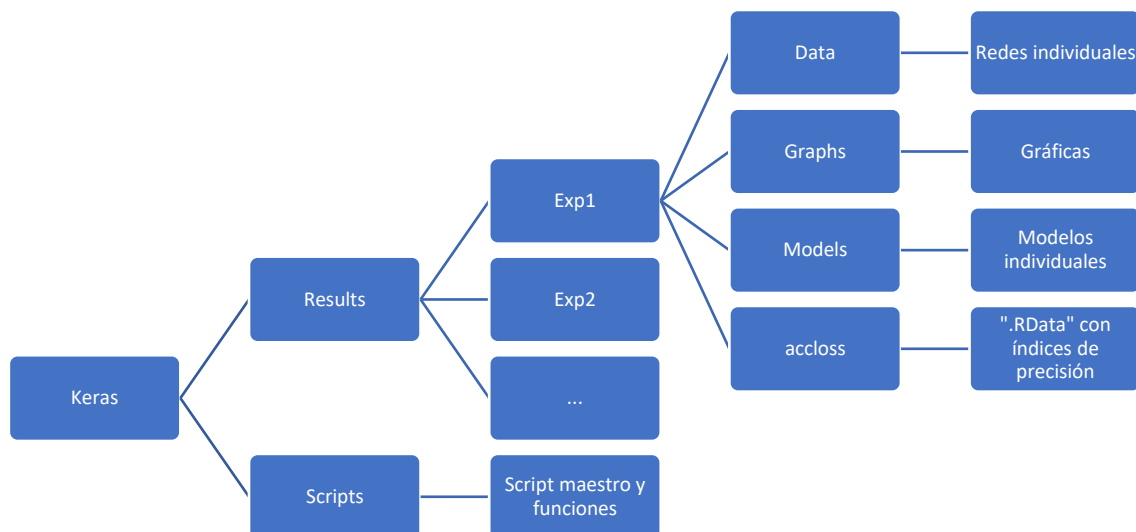 Keras
Results
Scripts
Exp1
Exp2
...
Script maestro y
funciones
Data
Graphs
Models
accloss
Redes individuales
Gráficas
Modelos
individuales
".RData" con
índices de
precisión